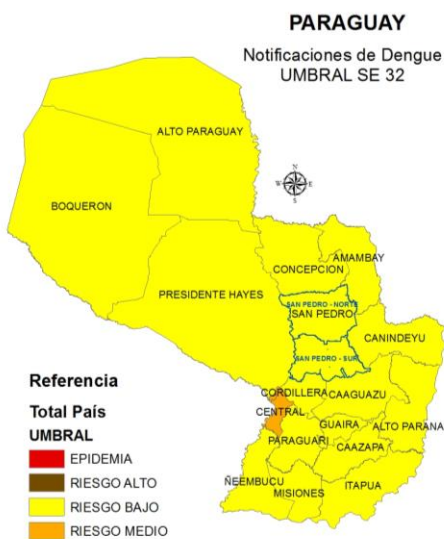 PARAGUAY
Notificaciones de Dengue
UMBRAL SE 32
ALTO PARAGUAY
N
W E
S
BOQUERON
AMAMBAY
CONCEPCION
PRESIDENTE HAYES
SAN PEDRO - NORTE
SAN PEDRO
CANINDEYU
SAN PEDRO - SUR
CORDILLERA
CAAGUAZU
CENTRAL
GUAIRA
ALTO PARANA
PARAGUARI
CAAZAPA
ÑEEMBUCU
MISIONES
ITAPUA
Referencia
Total País
UMBRAL
EPIDEMIA
RIESGO ALTO
RIESGO BAJO
RIESGO MEDIO